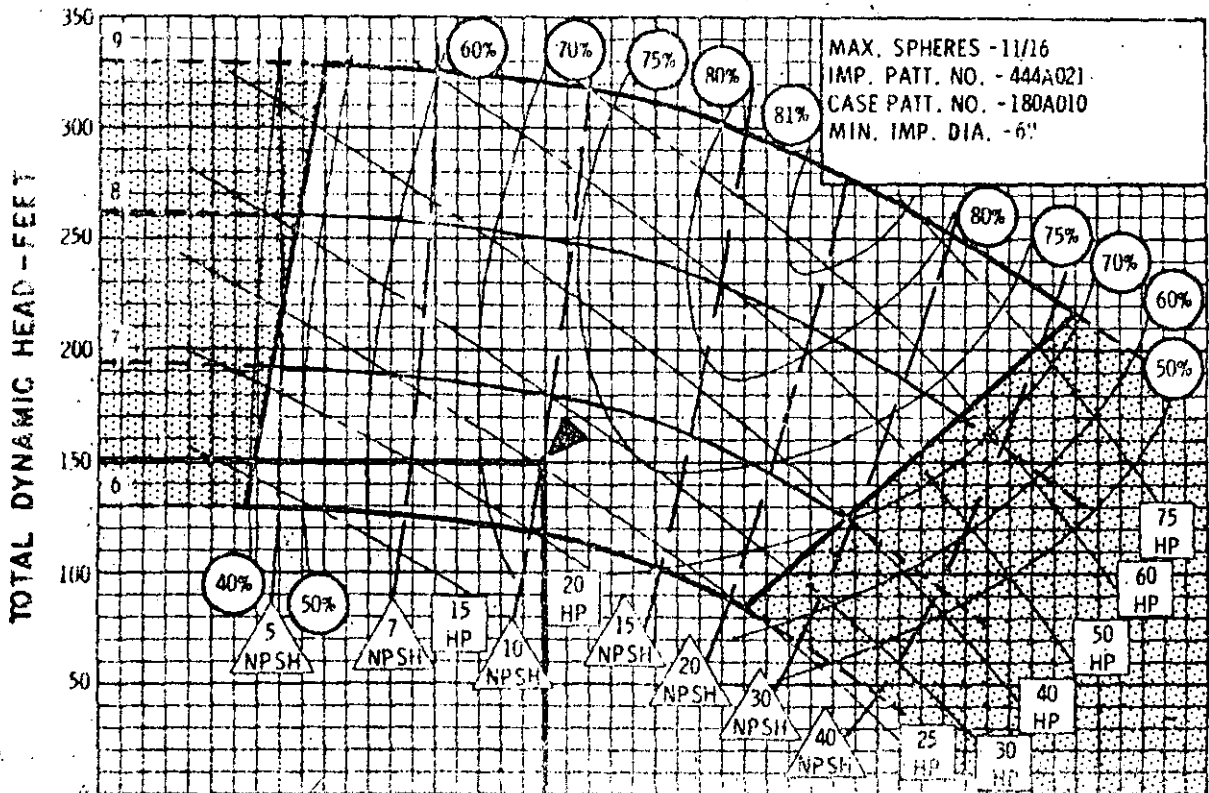 350
9
60%
70%
75%
80%
81%
MAX. SPHERES - 11/16
IMP. PATT. NO. - 444A021
CASE PATT. NO. - 180A010
MIN. IMP. DIA. - 6"
300
TOTAL DYNAMIC HEAD - FEET
8
250
80%
75%
70%
60%
50%
7
200
150
6
100
40%
50%
5
NPSH
7
NPSH
15
HP
10
NPSH
20
HP
15
NPSH
20
NPSH
30
NPSH
40
NPSH
25
HP
30
HP
40
HP
50
HP
60
HP
75
HP
50